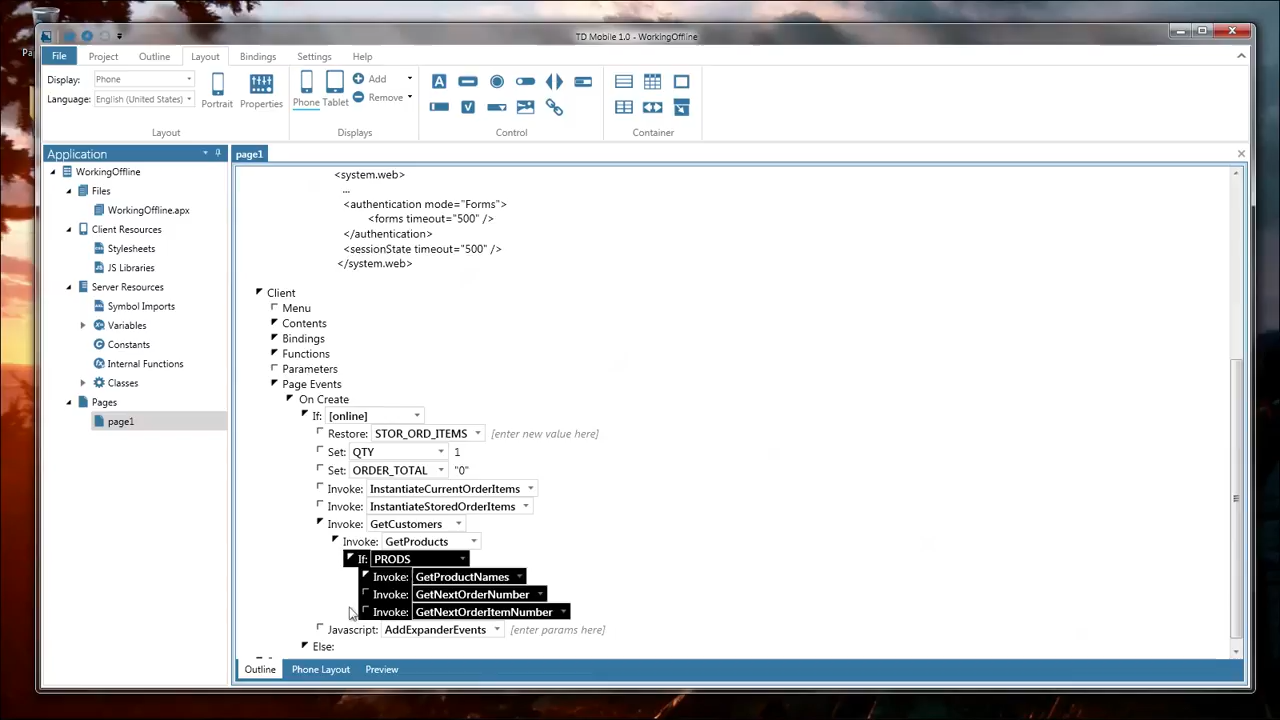 TD Mobile 1.0 - WorkingOffline
File Project Outline Layout Bindings Settings Help
Display: Phone
Language: English (United States)
Portrait Properties
Phone Tablet
Add
Remove
Layout Displays Control Container
Application
WorkingOffline
Files
WorkingOffline.apx
Client Resources
Stylesheets
JS Libraries
Server Resources
Symbol Imports
Variables
Constants
Internal Functions
Classes
Pages
page1
page1
<system.web>
...
<authentication mode="Forms">
<forms timeout="500" />
</authentication>
<sessionState timeout="500" />
</system.web>
Client
Menu
Contents
Bindings
Functions
Parameters
Page Events
On Create
If: [online]
Restore: STOR_ORD_ITEMS [enter new value here]
Set: QTY 1
Set: ORDER_TOTAL "0"
Invoke: InstantiateCurrentOrderItems
Invoke: InstantiateStoredOrderItems
Invoke: GetCustomers
Invoke: GetProducts
If: PRODS
Invoke: GetProductNames
Invoke: GetNextOrderNumber
Invoke: GetNextOrderItemNumber
Javascript: AddExpanderEvents [enter params here]
Else:
Outline Phone Layout Preview